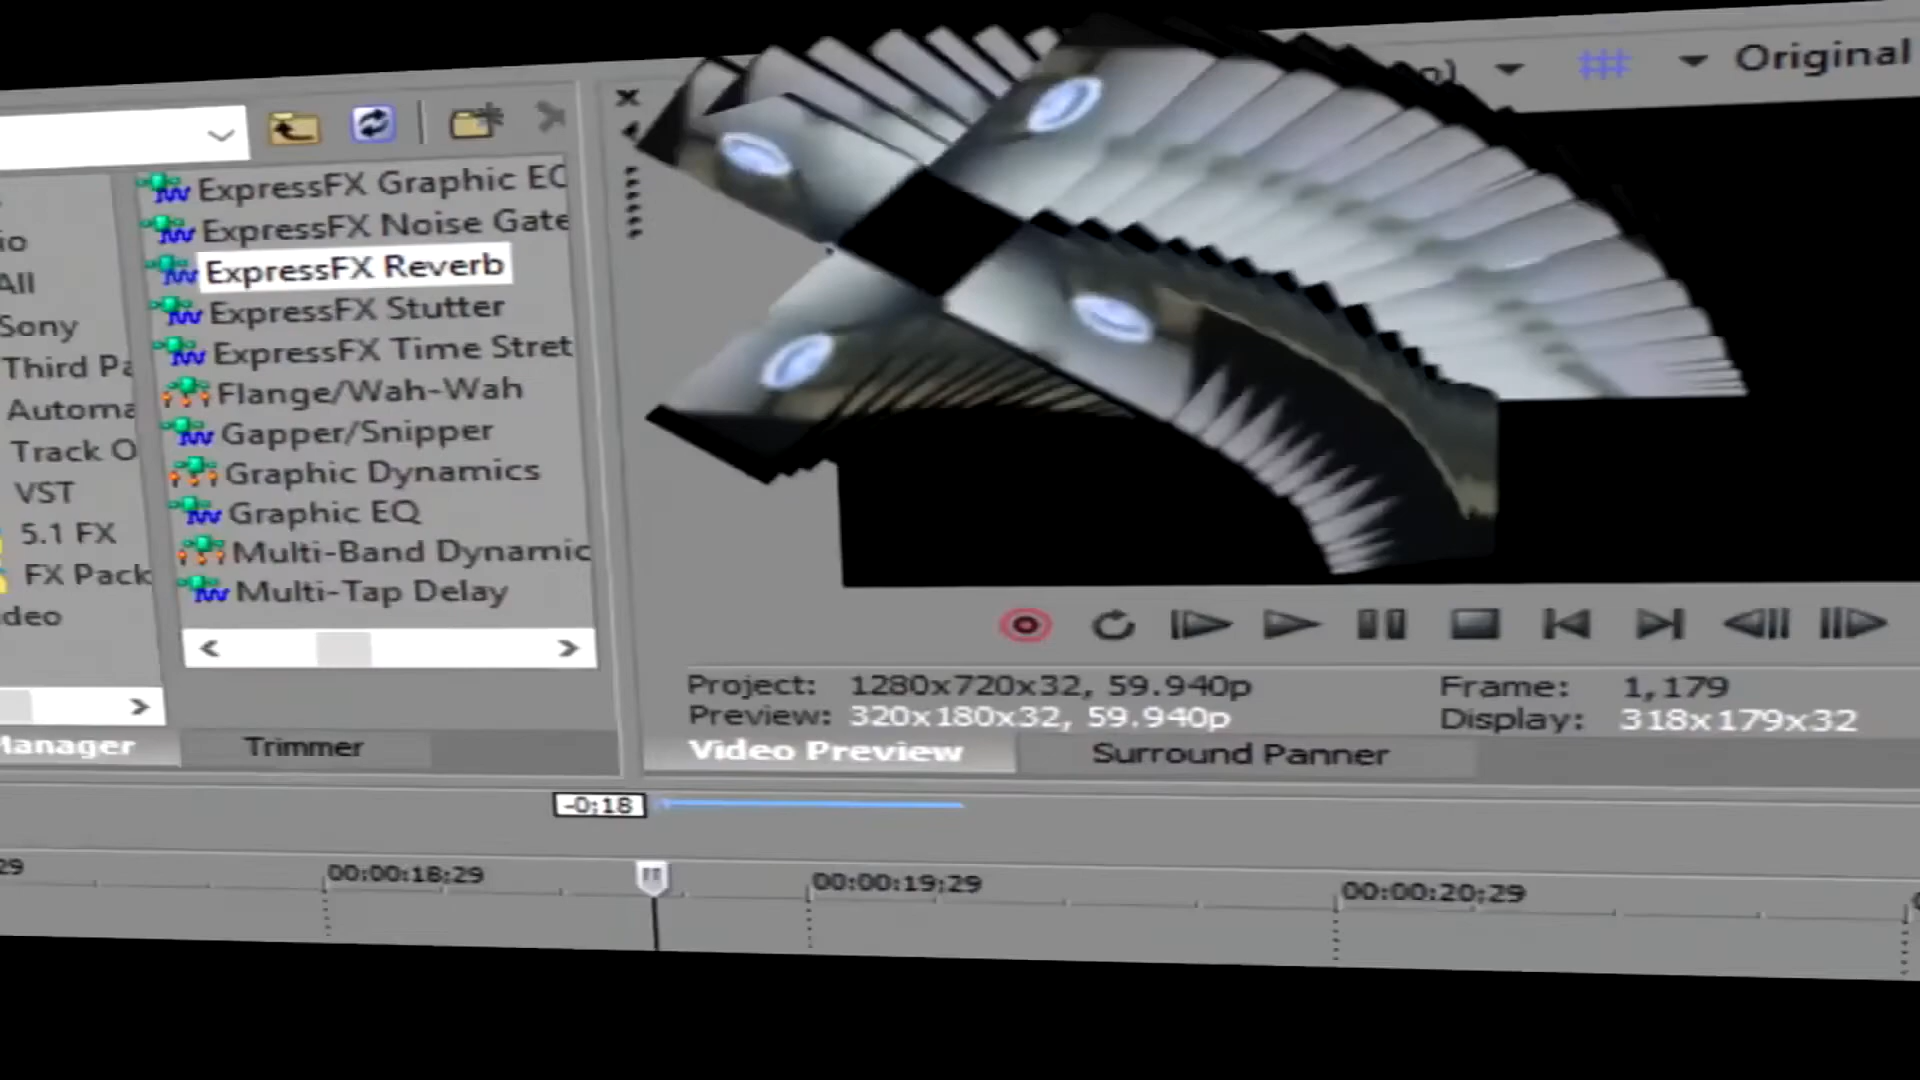 Original
ExpressFX Graphic EQ
ExpressFX Noise Gate
ExpressFX Reverb
ExpressFX Stutter
ExpressFX Time Stret
Flange/Wah-Wah
Gapper/Snipper
Graphic Dynamics
Graphic EQ
Multi-Band Dynamic
Multi-Tap Delay
io
All
Sony
Third Pa
Automa
Track O
VST
5.1 FX
FX Pack
deo
Manager
Trimmer
Project: 1280x720x32, 59.940p
Preview: 320x180x32, 59.940p
Frame: 1,179
Display: 318x179x32
Video Preview
Surround Panner
-0;18
29
00:00:18;29
00:00:19;29
00:00:20;29